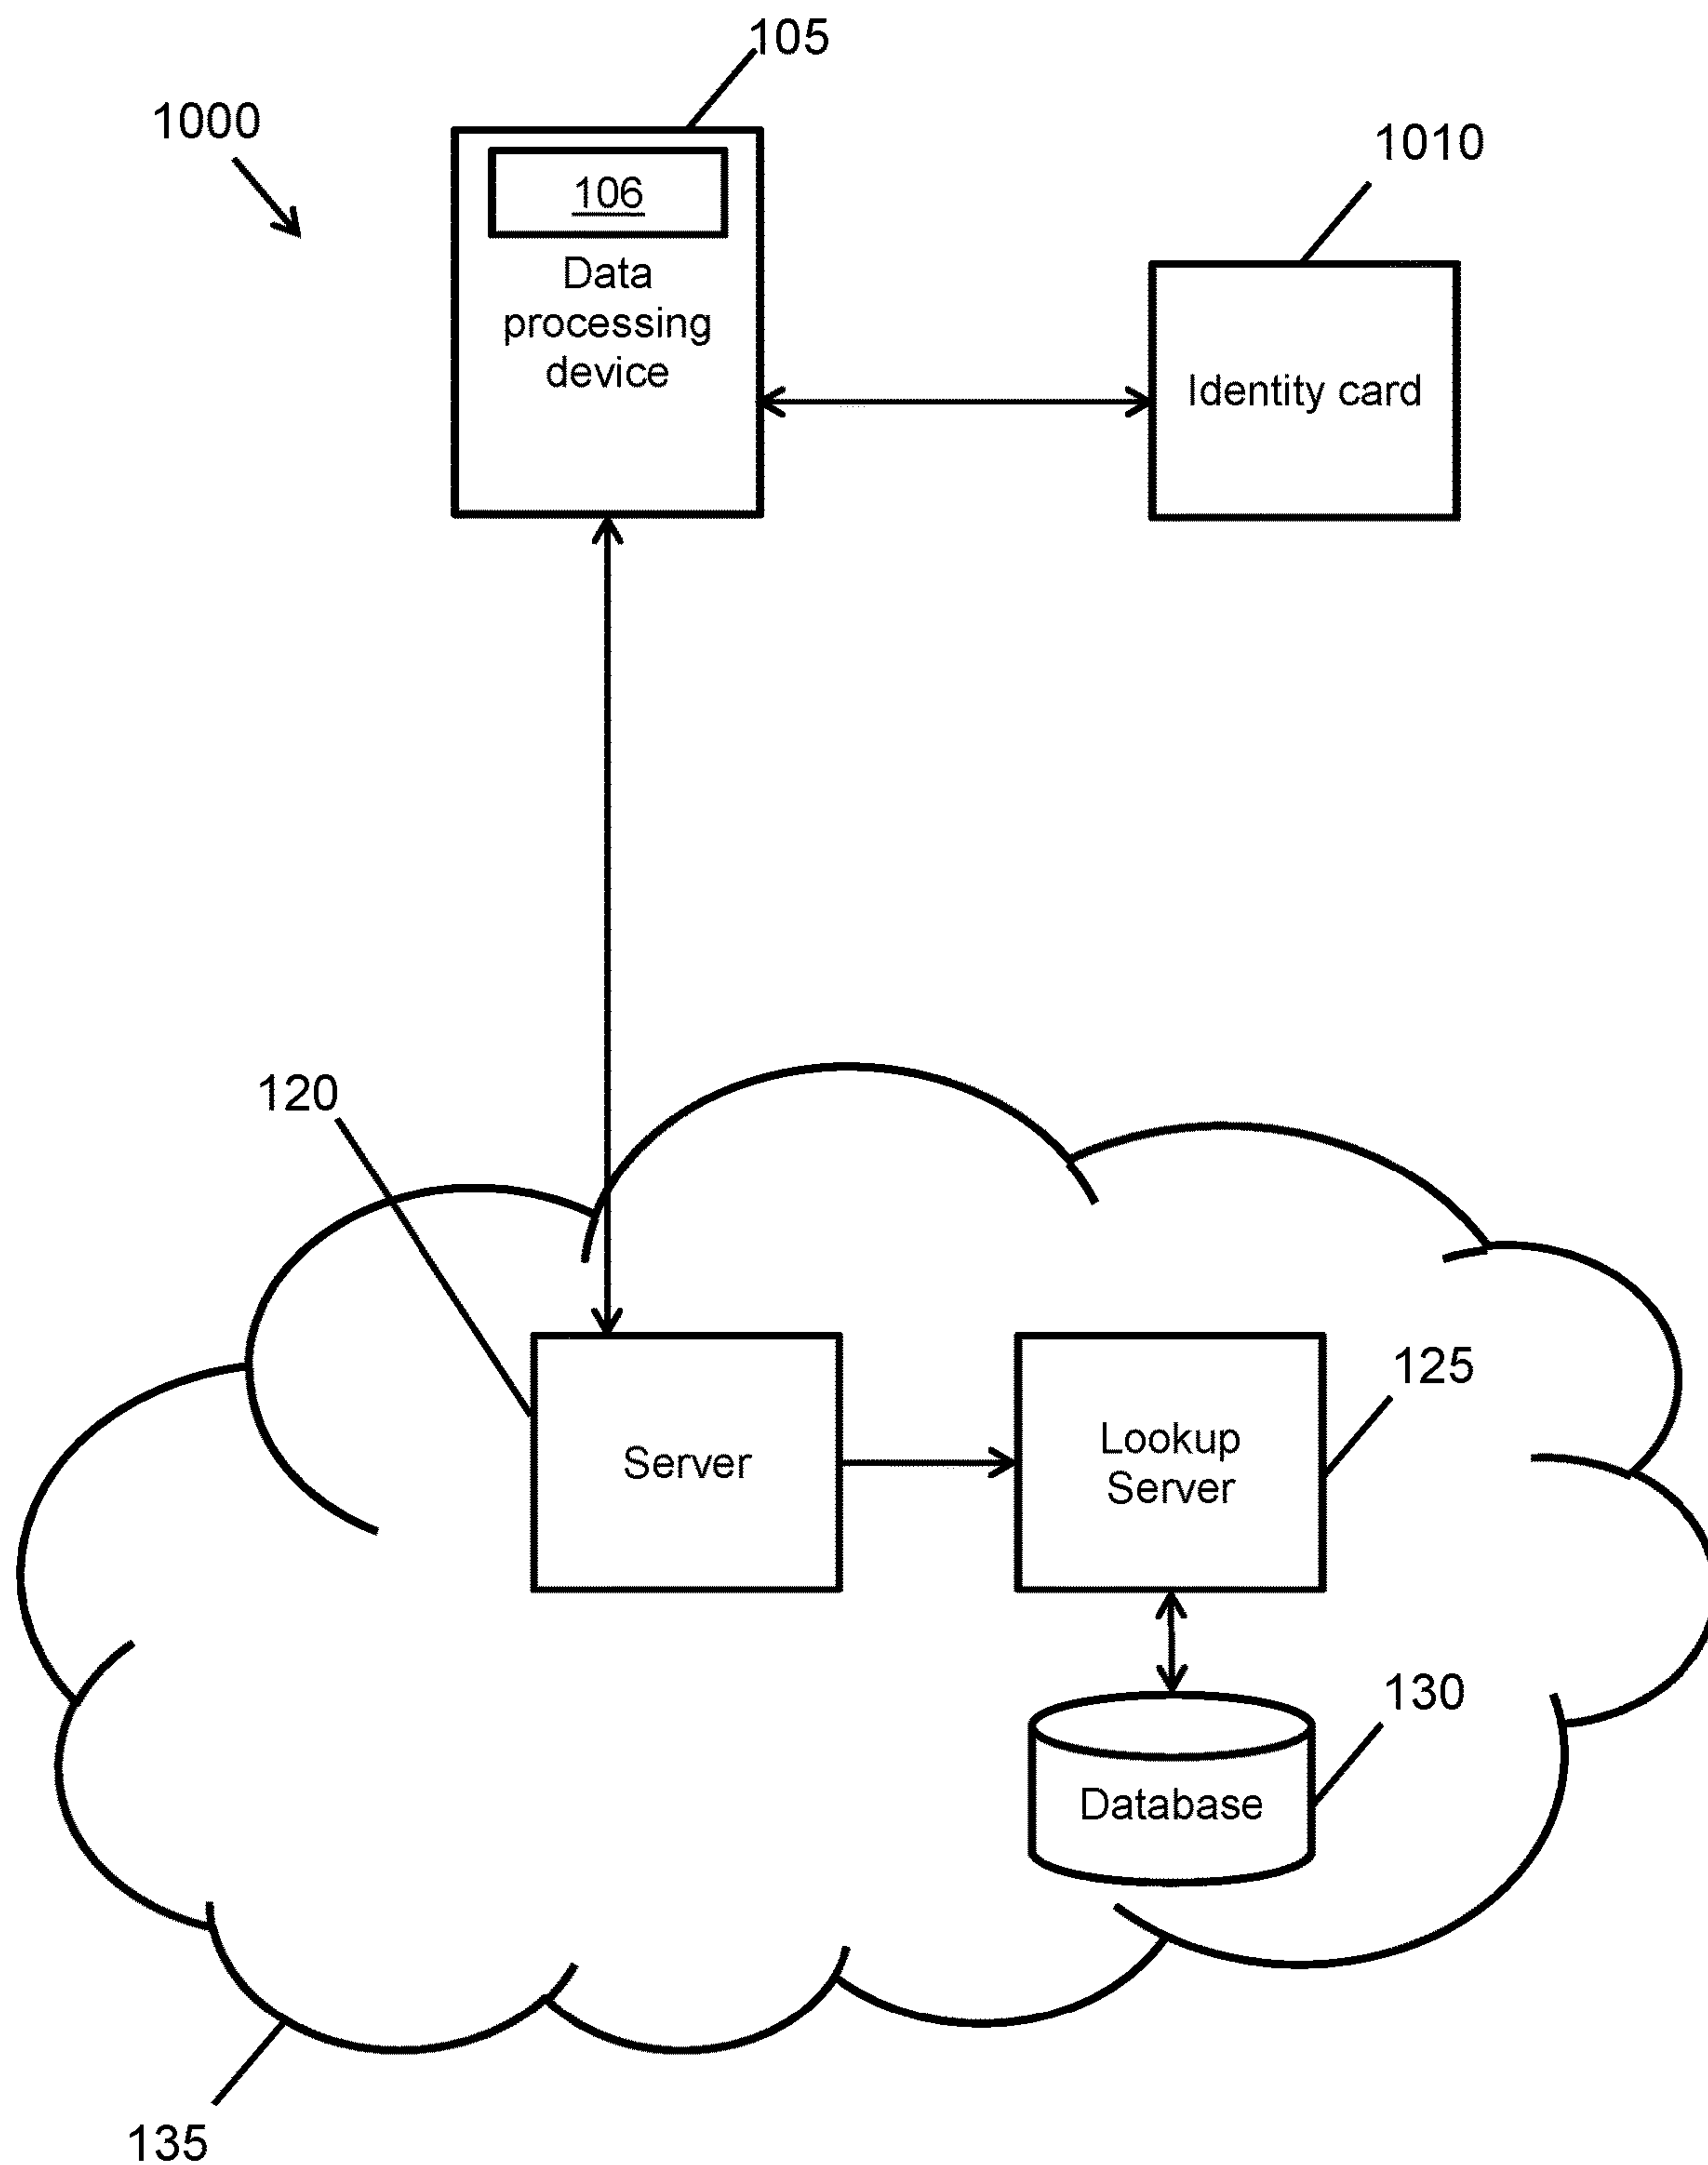 105
1000
1010
106
Data
processing
device
Identity card
120
125
Server
Lookup
Server
130
Database
135